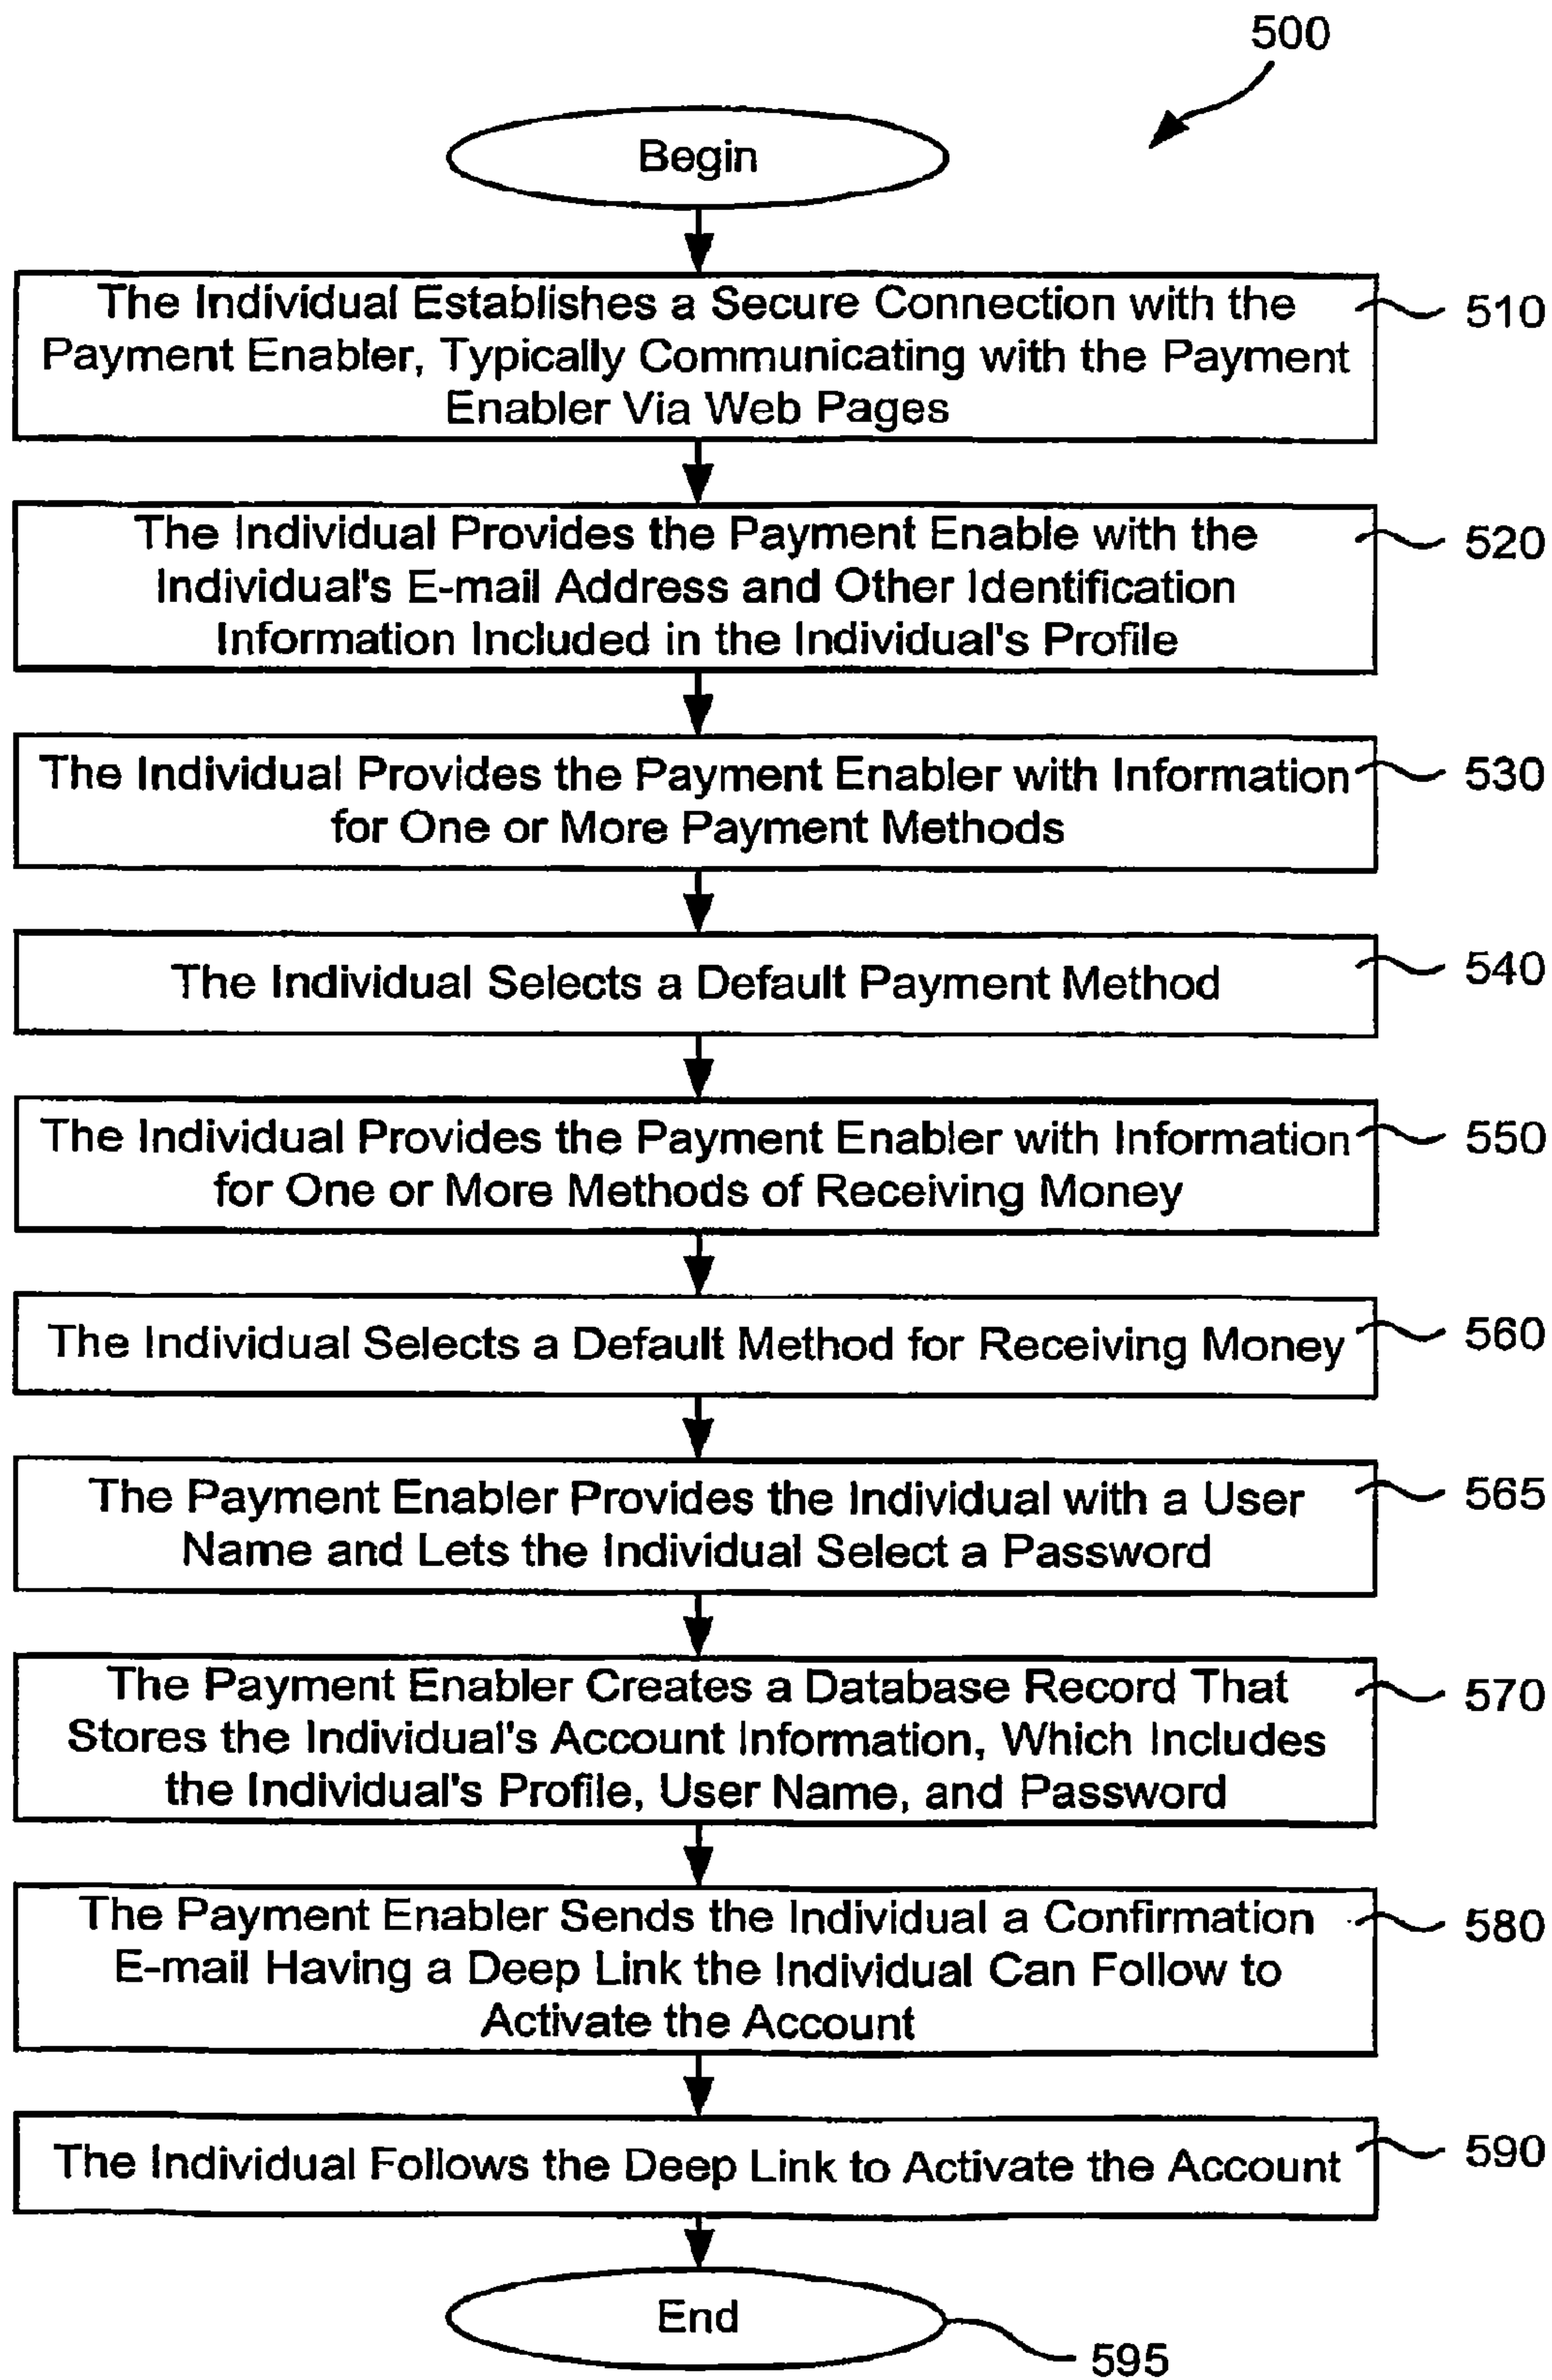 500
Begin
The Individual Establishes a Secure Connection with the
Payment Enabler, Typically Communicating with the Payment
Enabler Via Web Pages
510
The Individual Provides the Payment Enable with the
Individual's E-mail Address and Other Identification
Information Included in the Individual's Profile
520
The Individual Provides the Payment Enabler with Information
for One or More Payment Methods
530
The Individual Selects a Default Payment Method
540
The Individual Provides the Payment Enabler with Information
for One or More Methods of Receiving Money
550
The Individual Selects a Default Method for Receiving Money
560
The Payment Enabler Provides the Individual with a User
Name and Lets the Individual Select a Password
565
The Payment Enabler Creates a Database Record That
Stores the Individual's Account Information, Which Includes
the Individual's Profile, User Name, and Password
570
The Payment Enabler Sends the Individual a Confirmation
E-mail Having a Deep Link the Individual Can Follow to
Activate the Account
580
The Individual Follows the Deep Link to Activate the Account
590
End
595